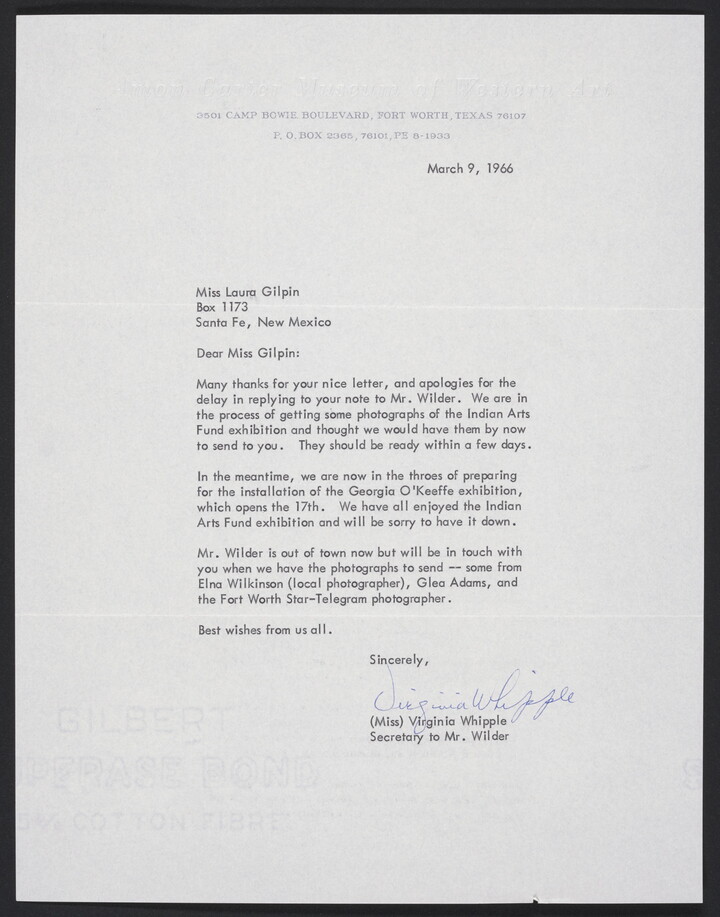 Amon Carter Museum of Western Art
3501 CAMP BOWIE BOULEVARD, FORT WORTH, TEXAS 76107
P. O. BOX 2365, 76101, PE 8-1933
March 9, 1966
Miss Laura Gilpin
Box 1173
Santa Fe, New Mexico
Dear Miss Gilpin:
Many thanks for your nice letter, and apologies for the
delay in replying to your note to Mr. Wilder. We are in
the process of getting some photographs of the Indian Arts
Fund exhibition and thought we would have them by now
to send to you. They should be ready within a few days.
In the meantime, we are now in the throes of preparing
for the installation of the Georgia O'Keeffe exhibition,
which opens the 17th. We have all enjoyed the Indian
Arts Fund exhibition and will be sorry to have it down.
Mr. Wilder is out of town now but will be in touch with
you when we have the photographs to send -- some from
Elna Wilkinson (local photographer), Glea Adams, and
the Fort Worth Star-Telegram photographer.
Best wishes from us all.
Sincerely,
Virginia Whipple
(Miss) Virginia Whipple
Secretary to Mr. Wilder
GILBERT
BOND
COTTON FIBRE